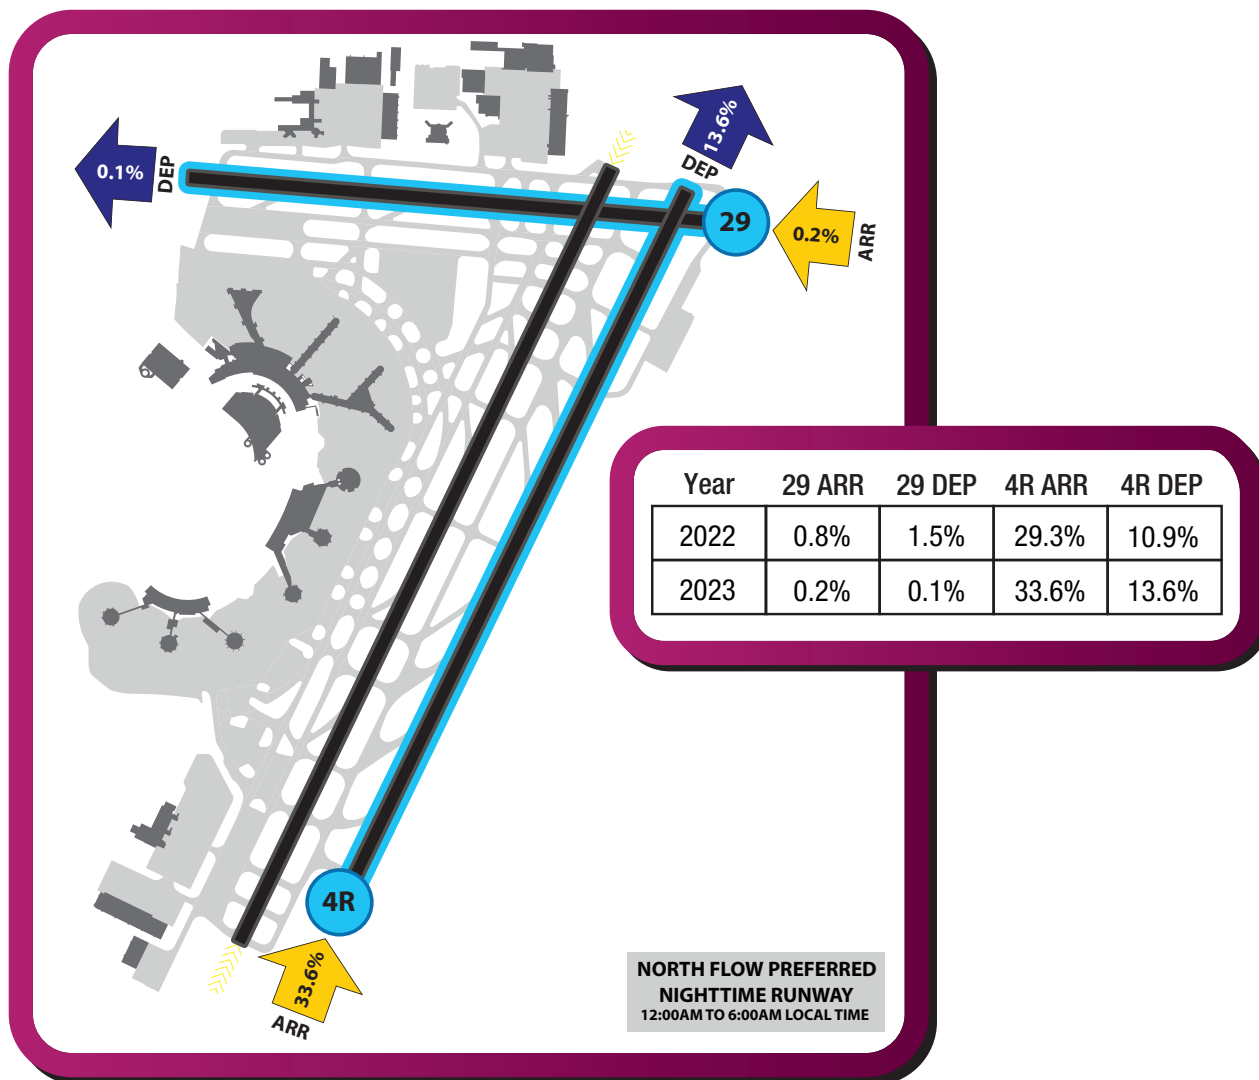 13.6%
DEP
0.1%
DEP
29
0.2%
ARR
Year 29 ARR 29 DEP 4R ARR 4R DEP
2022 0.8% 1.5% 29.3% 10.9%
2023 0.2% 0.1% 33.6% 13.6%
4R
33.6%
ARR
NORTH FLOW PREFERRED
NIGHTTIME RUNWAY
12:00AM TO 6:00AM LOCAL TIME